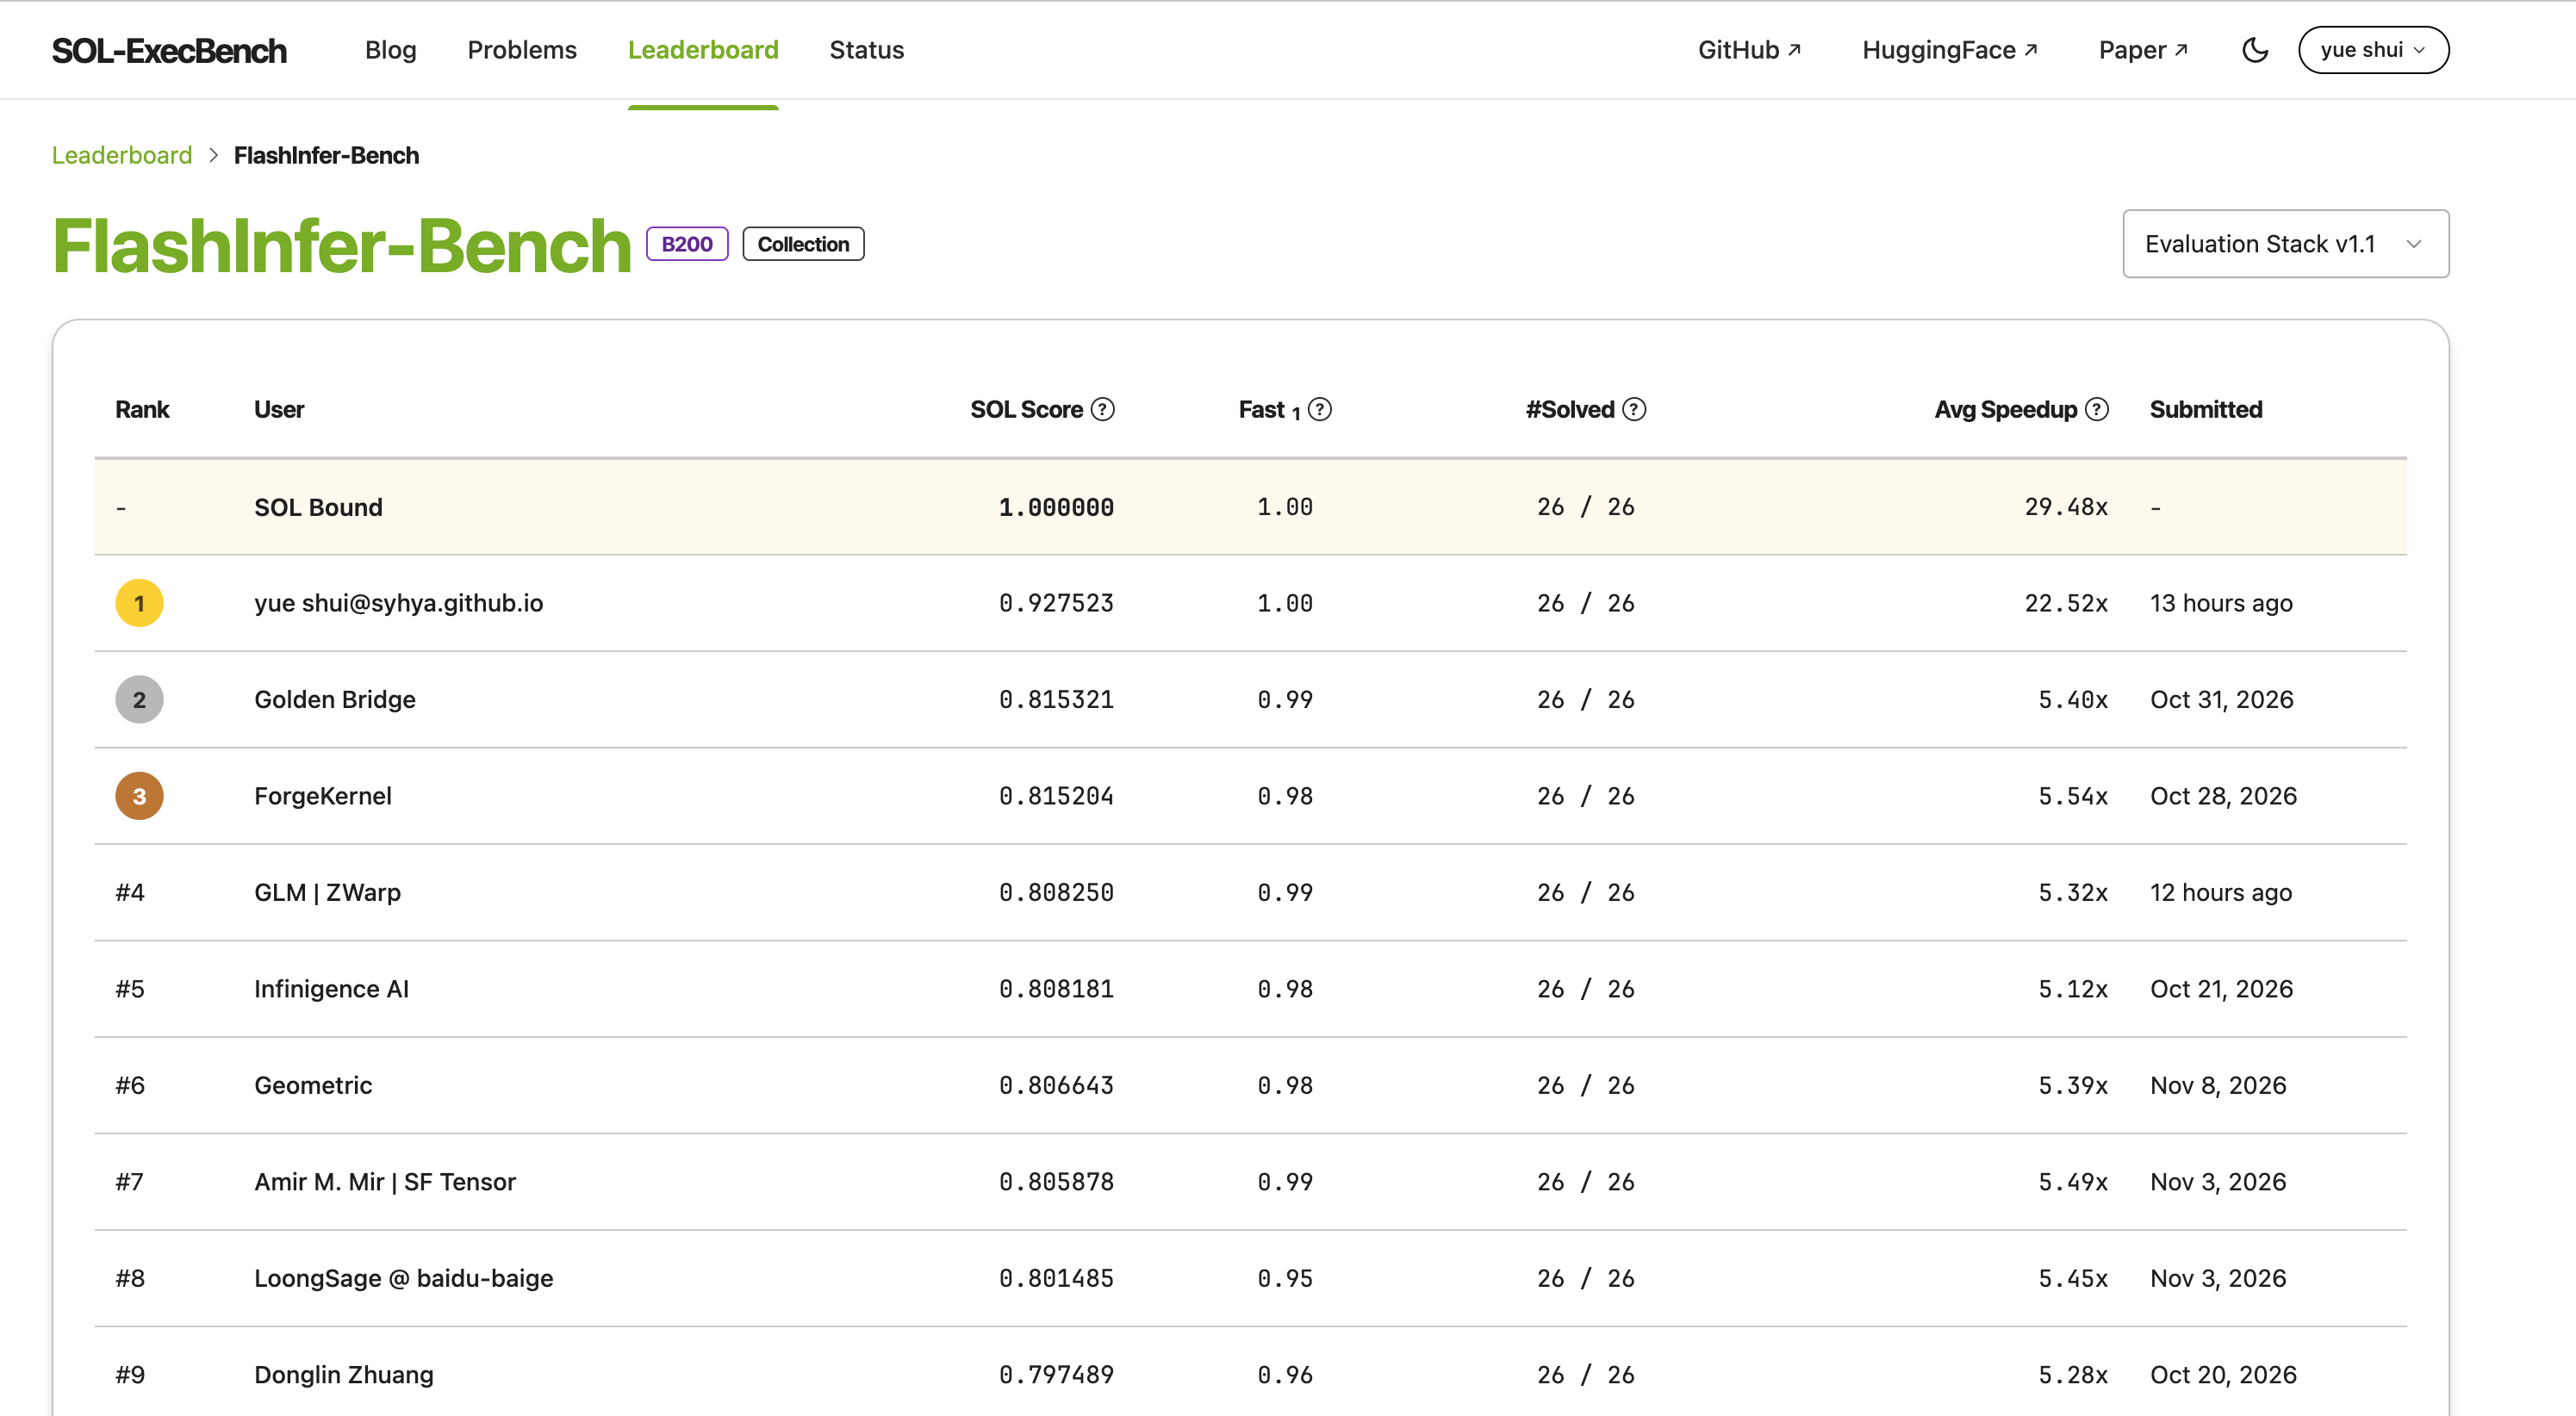 SOL-ExecBench Blog Problems Leaderboard Status GitHub ↗ HuggingFace ↗ Paper ↗ yue shui
Leaderboard > FlashInfer-Bench
FlashInfer-Bench B200 Collection Evaluation Stack v1.1
Rank User SOL Score ? Fast 1 ? #Solved ? Avg Speedup ? Submitted
- SOL Bound 1.000000 1.00 26 / 26 29.48x -
1 yue shui@syhya.github.io 0.927523 1.00 26 / 26 22.52x 13 hours ago
2 Golden Bridge 0.815321 0.99 26 / 26 5.40x Oct 31, 2026
3 ForgeKernel 0.815204 0.98 26 / 26 5.54x Oct 28, 2026
#4 GLM | ZWarp 0.808250 0.99 26 / 26 5.32x 12 hours ago
#5 Infinigence AI 0.808181 0.98 26 / 26 5.12x Oct 21, 2026
#6 Geometric 0.806643 0.98 26 / 26 5.39x Nov 8, 2026
#7 Amir M. Mir | SF Tensor 0.805878 0.99 26 / 26 5.49x Nov 3, 2026
#8 LoongSage @ baidu-baige 0.801485 0.95 26 / 26 5.45x Nov 3, 2026
#9 Donglin Zhuang 0.797489 0.96 26 / 26 5.28x Oct 20, 2026